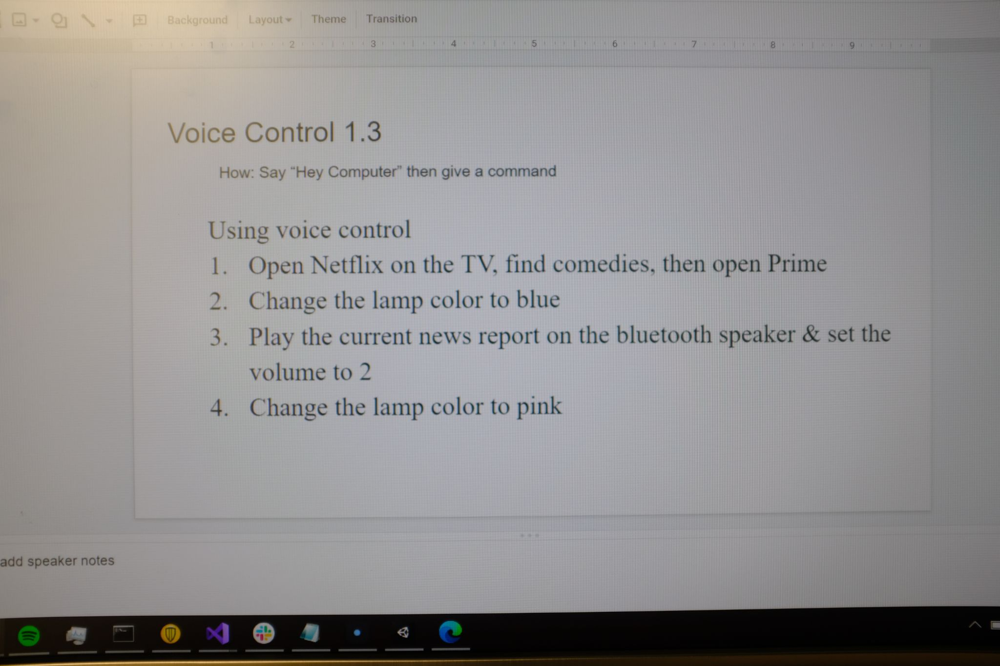 Background Layout Theme Transition
1 2 3 4 5 6 7 8 9
Voice Control 1.3
How: Say “Hey Computer” then give a command
Using voice control
1. Open Netflix on the TV, find comedies, then open Prime
2. Change the lamp color to blue
3. Play the current news report on the bluetooth speaker & set the
volume to 2
4. Change the lamp color to pink
add speaker notes